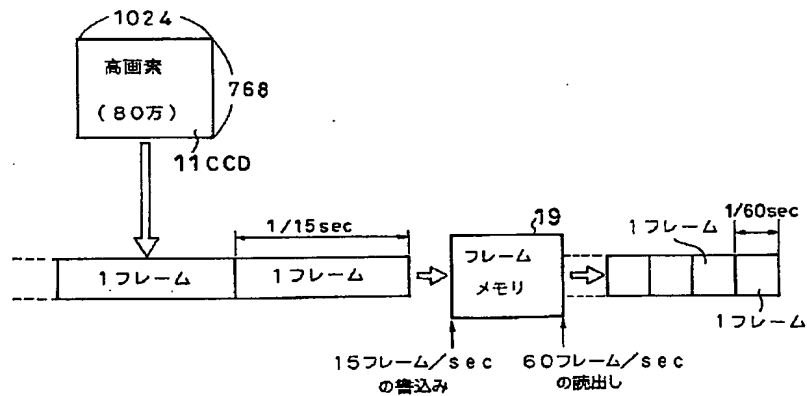 1024
高画素
(80万)
768
11CCD
1/15sec
1フレーム
1フレーム
19
フレーム
メモリ
1フレーム
1/60sec
1フレーム
15フレーム/sec
の書込み
60フレーム/sec
の読出し